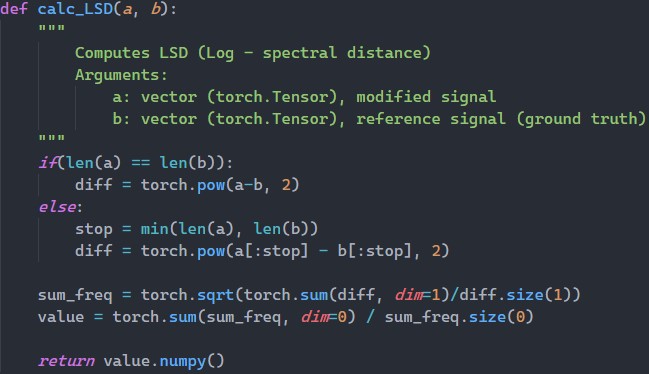 def calc_LSD(a, b):
    """
        Computes LSD (Log - spectral distance)
        Arguments:
            a: vector (torch.Tensor), modified signal
            b: vector (torch.Tensor), reference signal (ground truth)
    """
    if(len(a) == len(b)):
        diff = torch.pow(a-b, 2)
    else:
        stop = min(len(a), len(b))
        diff = torch.pow(a[:stop] - b[:stop], 2)

    sum_freq = torch.sqrt(torch.sum(diff, dim=1)/diff.size(1))
    value = torch.sum(sum_freq, dim=0) / sum_freq.size(0)

    return value.numpy()